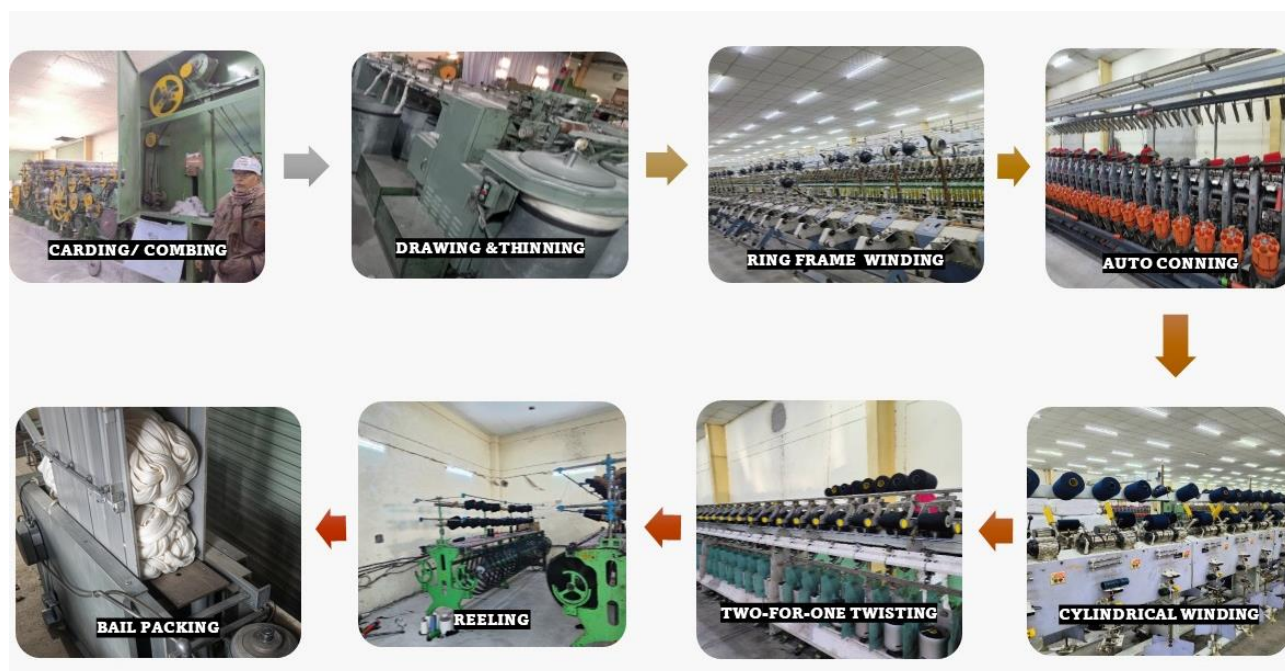 CARDING/ COMBING
DRAWING &THINNING
RING FRAME  WINDING
AUTO CONNING
CYLINDRICAL WINDING
TWO-FOR-ONE TWISTING
REELING
BAIL PACKING